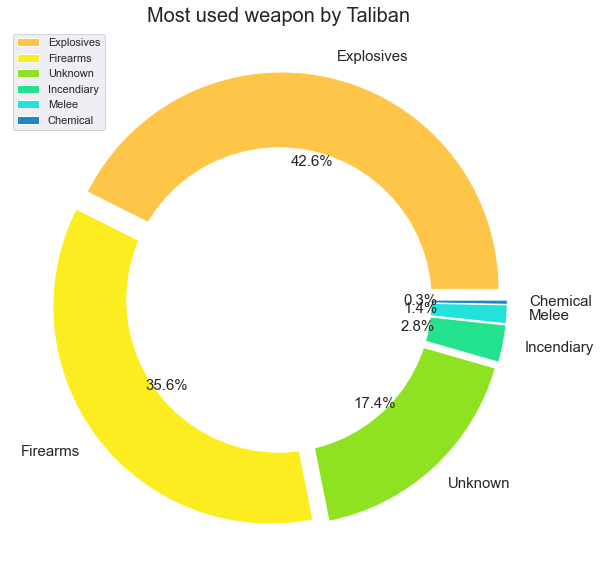 Most used weapon by Taliban
Explosives
Firearms
Unknown
Incendiary
Melee
Chemical
Explosives
42.6%
0.3%
Chemical
1.4%
Melee
2.8%
Incendiary
35.6%
17.4%
Firearms
Unknown